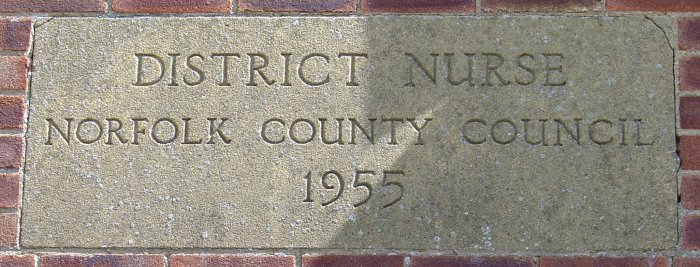 DISTRICT NURSE
NORFOLK COUNTY COUNCIL
1955